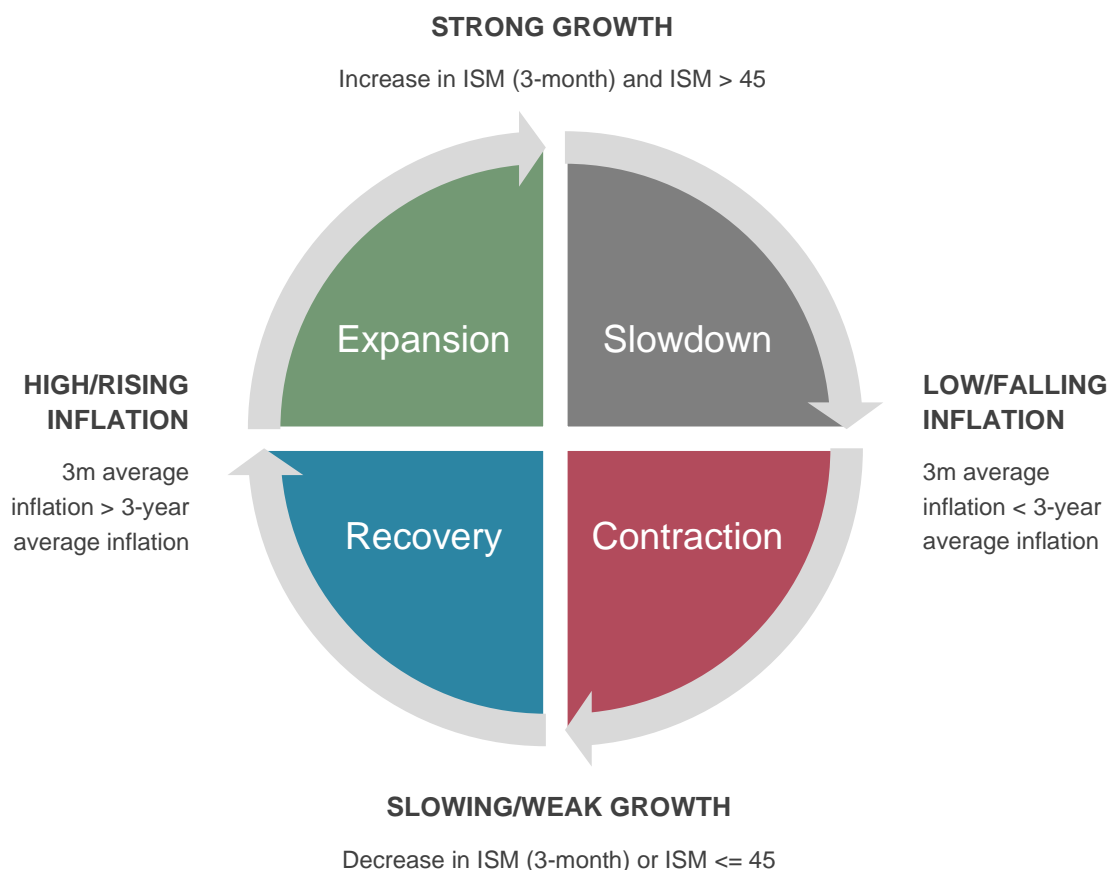 STRONG GROWTH
Increase in ISM (3-month) and ISM > 45
Expansion
Slowdown
HIGH/RISING
INFLATION
3m average
inflation > 3-year
average inflation
LOW/FALLING
INFLATION
3m average
inflation < 3-year
average inflation
Recovery
Contraction
SLOWING/WEAK GROWTH
Decrease in ISM (3-month) or ISM <= 45